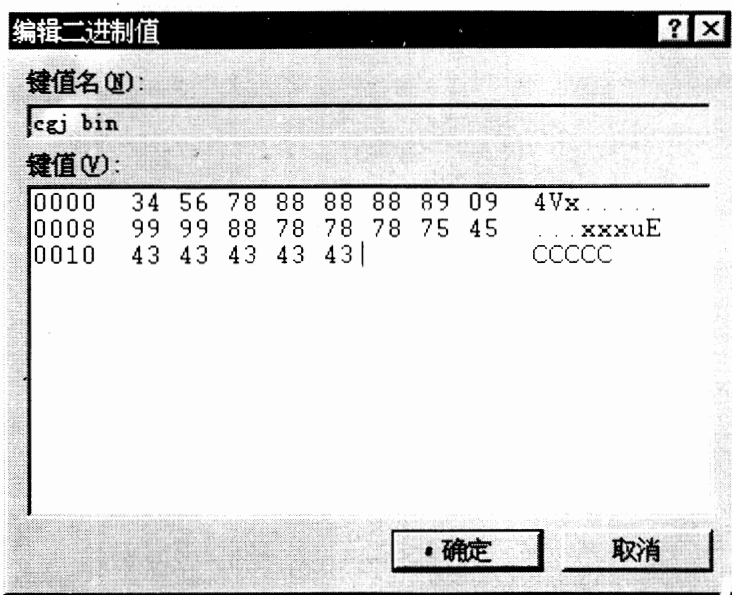 编辑二进制值
键值名(N):
cgj bin
键值(V):
0000 34 56 78 88 88 88 89 09 4Vx.....
0008 99 99 88 78 78 78 75 45 ...xxxuE
0010 43 43 43 43 43 CCCCC
确定 取消